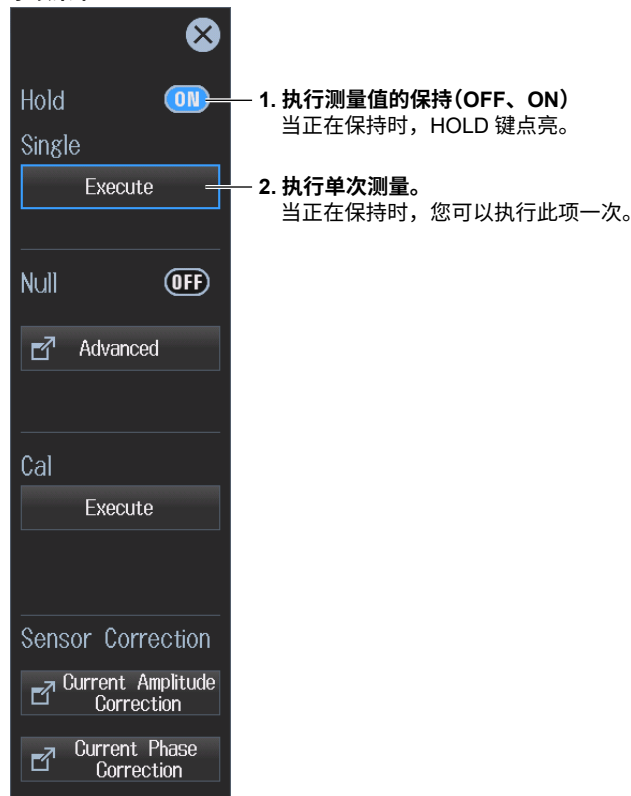 Hold
ON
1. 执行测量值的保持（OFF、ON）
当正在保持时，HOLD 键点亮。
Single
Execute
2. 执行单次测量。
当正在保持时，您可以执行此项一次。
Null
OFF
Advanced
Cal
Execute
Sensor Correction
Current Amplitude
Correction
Current Phase
Correction